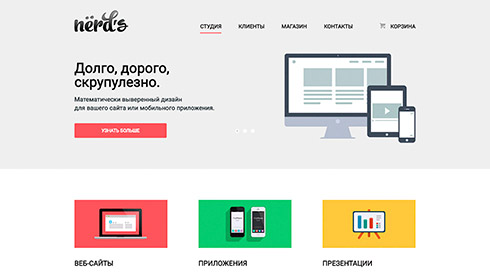 nёrd's
СТУДИЯ КЛИЕНТЫ МАГАЗИН КОНТАКТЫ КОРЗИНА
Долго, дорого,
скрупулезно.
Математически выверенный дизайн
для вашего сайта или мобильного приложения.
УЗНАТЬ БОЛЬШЕ
ВЕБ-САЙТЫ ПРИЛОЖЕНИЯ ПРЕЗЕНТАЦИИ